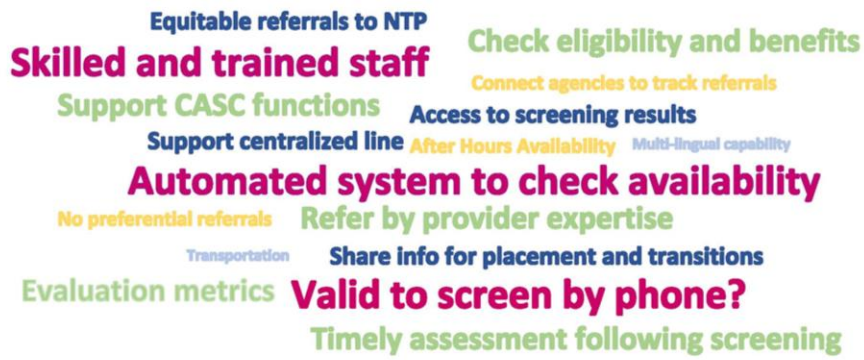 Equitable referrals to NTP
Check eligibility and benefits
Skilled and trained staff
Connect agencies to track referrals
Support CASC functions
Access to screening results
Support centralized line After Hours Availability Multi-lingual capability
Automated system to check availability
No preferential referrals Refer by provider expertise
Transportation Share info for placement and transitions
Evaluation metrics Valid to screen by phone?
Timely assessment following screening